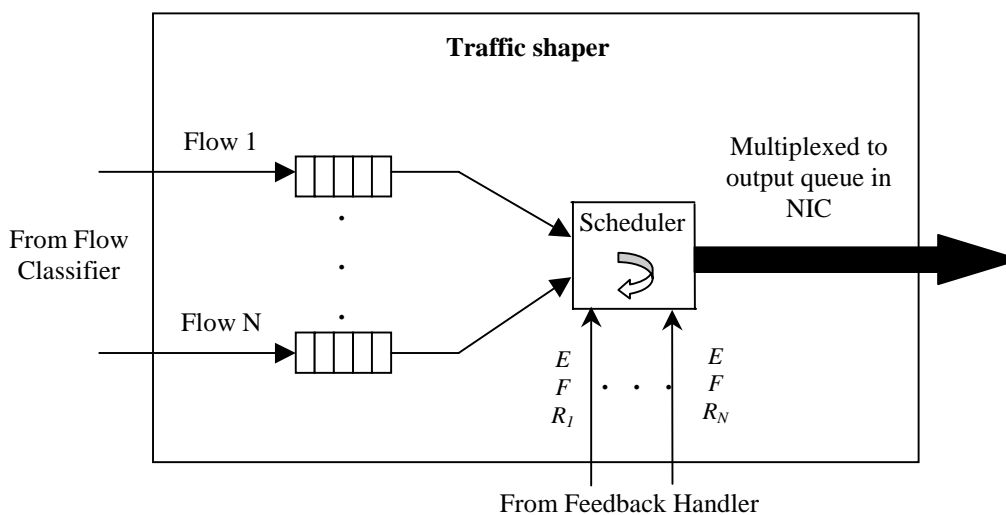 Traffic shaper
Flow 1
Multiplexed to
output queue in
NIC
Scheduler
From Flow
Classifier
Flow N
E
F
R1
E
F
RN
From Feedback Handler